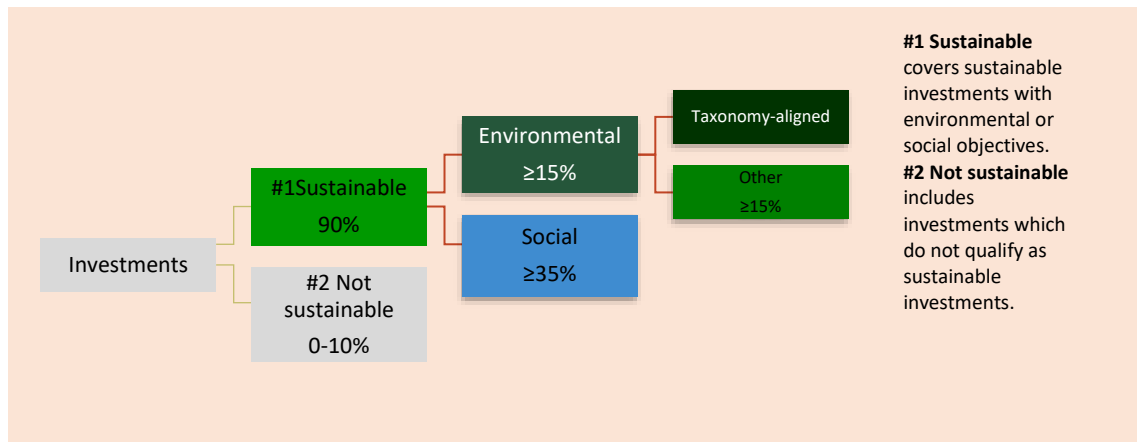 Investments
#1Sustainable
90%
#2 Not
sustainable
0-10%
Environmental
≥15%
Social
≥35%
Taxonomy-aligned
Other
≥15%
#1 Sustainable
covers sustainable
investments with
environmental or
social objectives.
#2 Not sustainable
includes
investments which
do not qualify as
sustainable
investments.